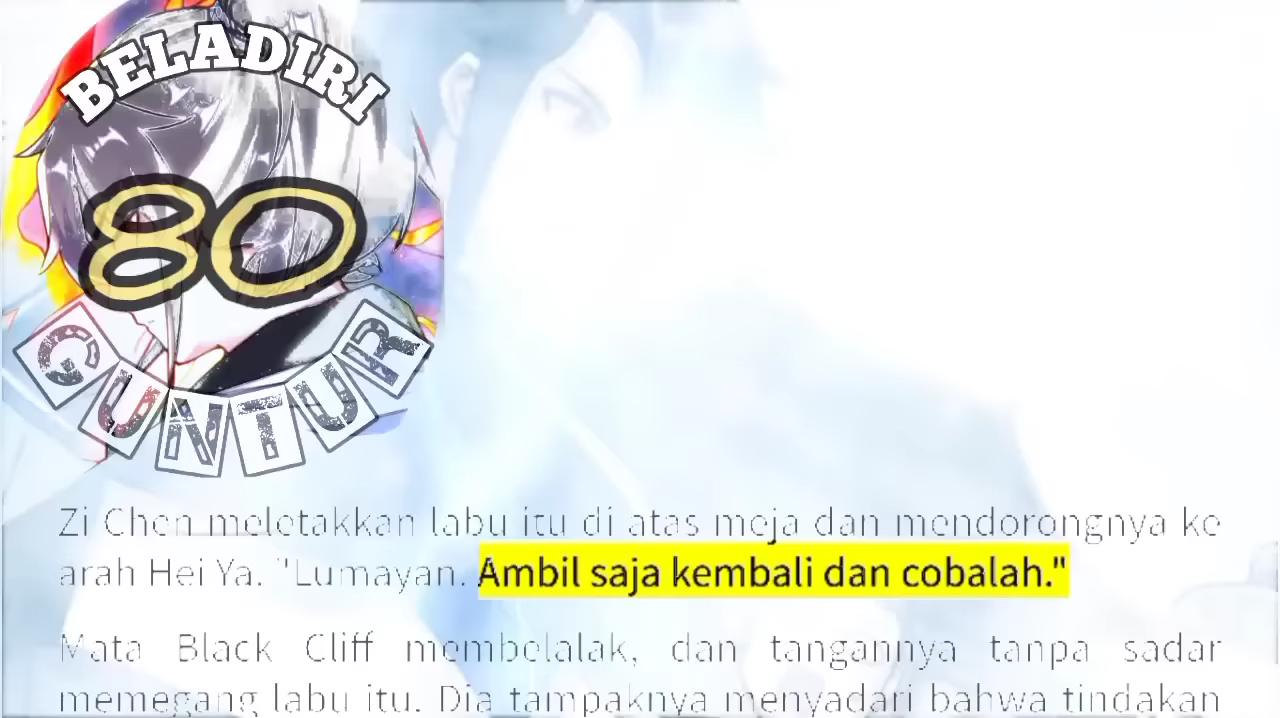 BELADIRI
80
GUNTUR
Zi Chen meletakkan labu itu di atas meja dan mendorongnya ke
arah Hei Ya. "Lumayan. Ambil saja kembali dan cobalah."
Mata Black Cliff membelalak, dan tangannya tanpa sadar
memegang labu itu. Dia tampaknya menyadari bahwa tindakan